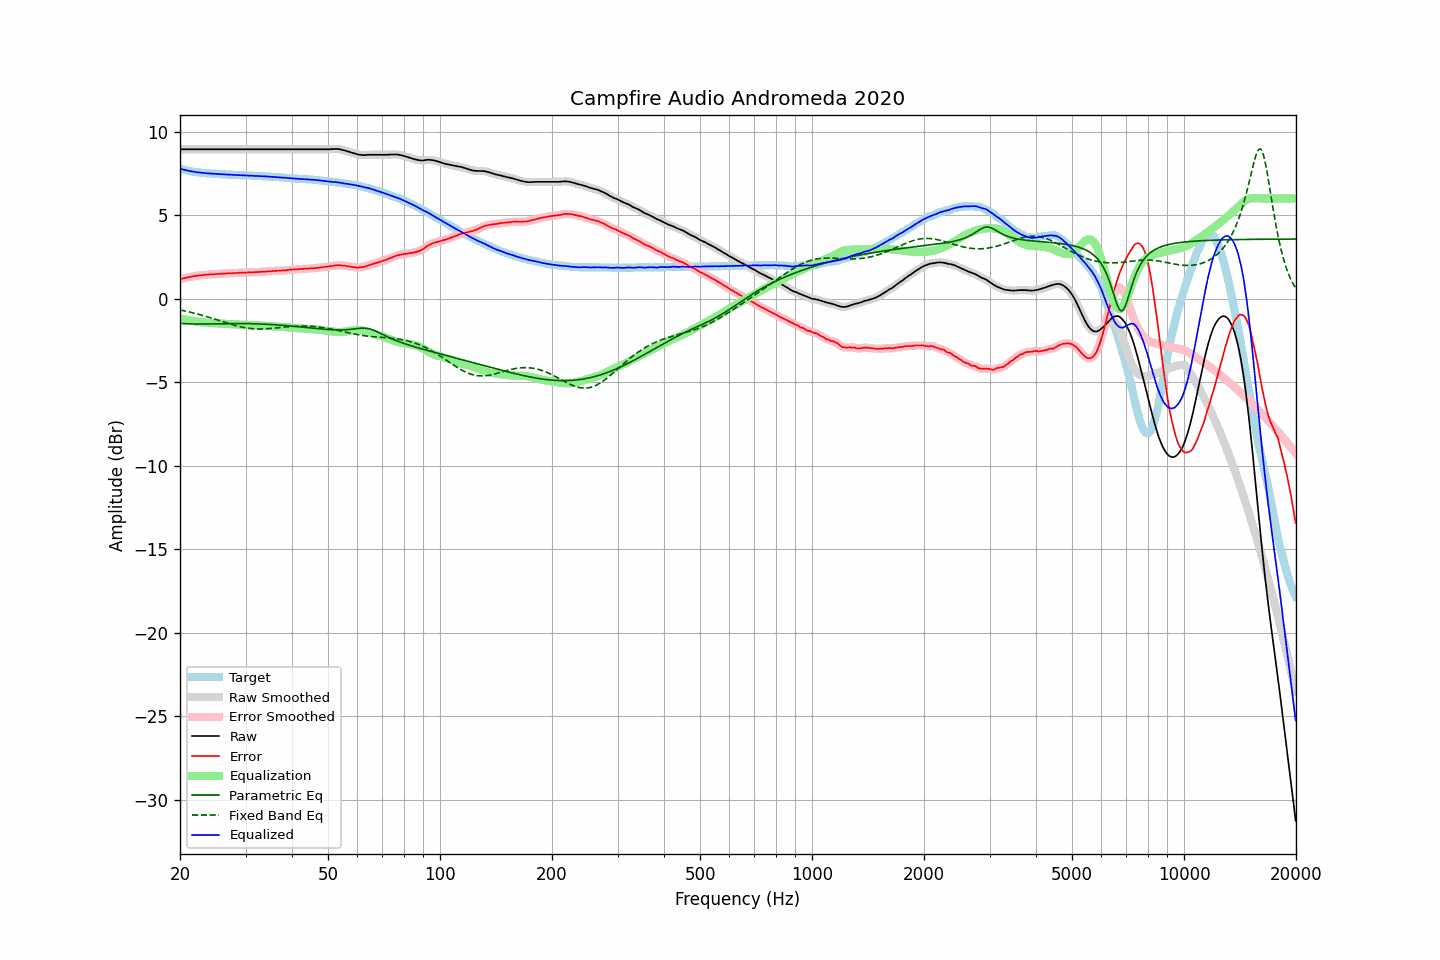 Campfire Audio Andromeda 2020
10
5
0
−5
−10
−15
−20
−25
−30
Amplitude (dBr)
Target
Raw Smoothed
Error Smoothed
Raw
Error
Equalization
Parametric Eq
Fixed Band Eq
Equalized
20 50 100 200 500 1000 2000 5000 10000 20000
Frequency (Hz)